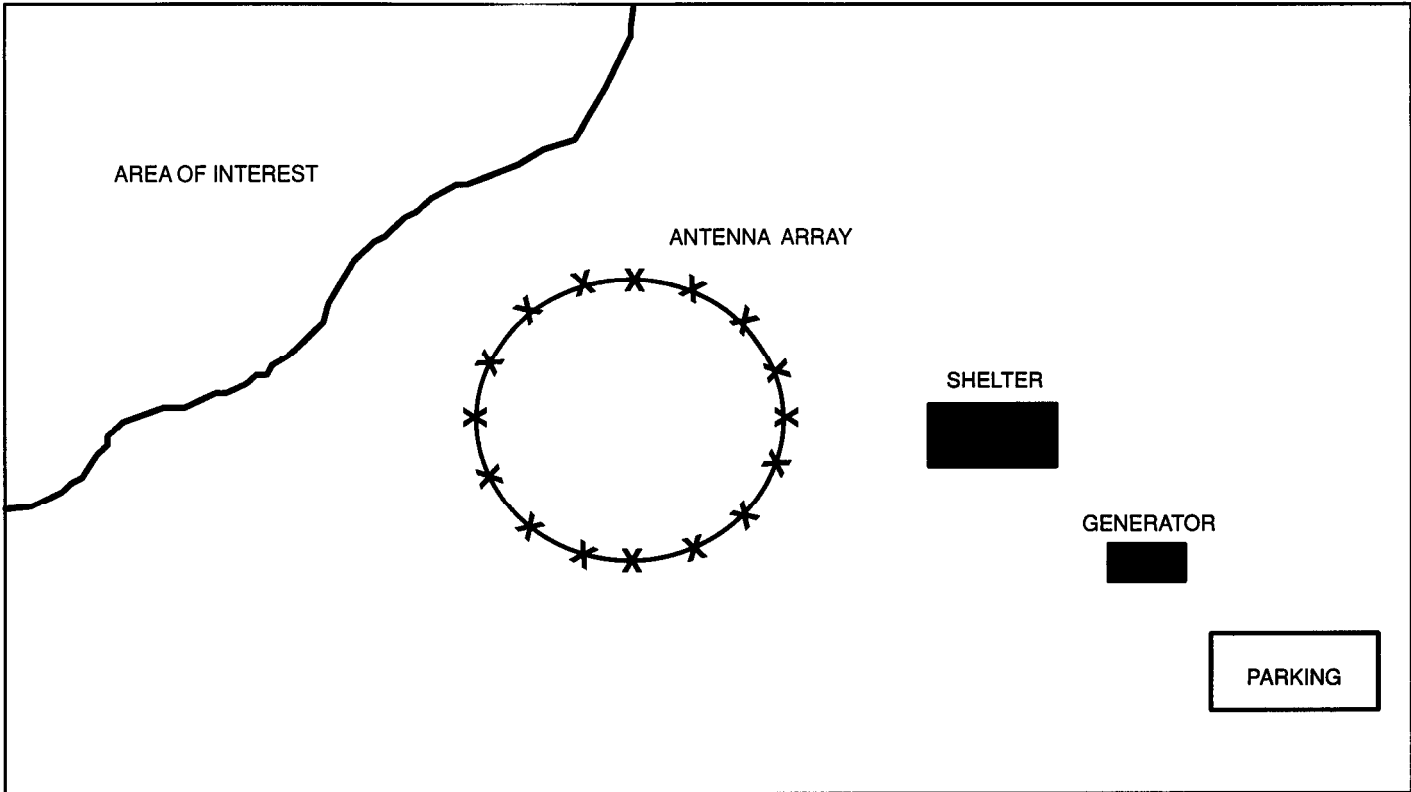 AREA OF INTEREST
ANTENNA ARRAY
SHELTER
GENERATOR
PARKING